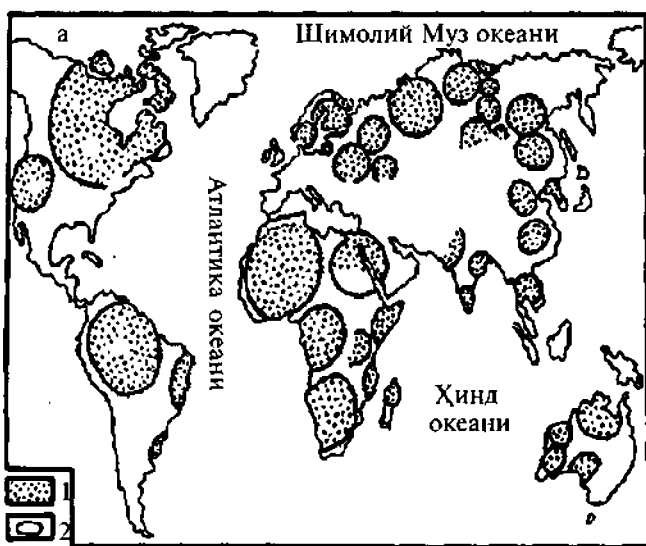 а
Шимолий Муз океани
Атлантика океани
Ҳинд
океани
1
2